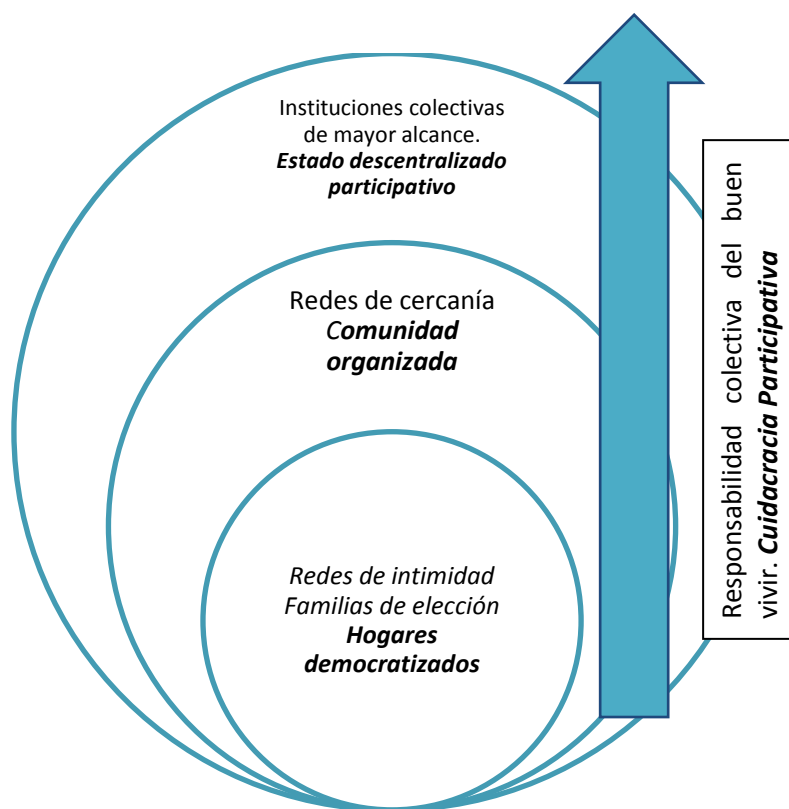 Instituciones colectivas
de mayor alcance.
Estado descentralizado
participativo
Redes de cercanía
Comunidad
organizada
Redes de intimidad
Familias de elección
Hogares
democratizados
Responsabilidad colectiva del buen
vivir. Cuidacracia Participativa